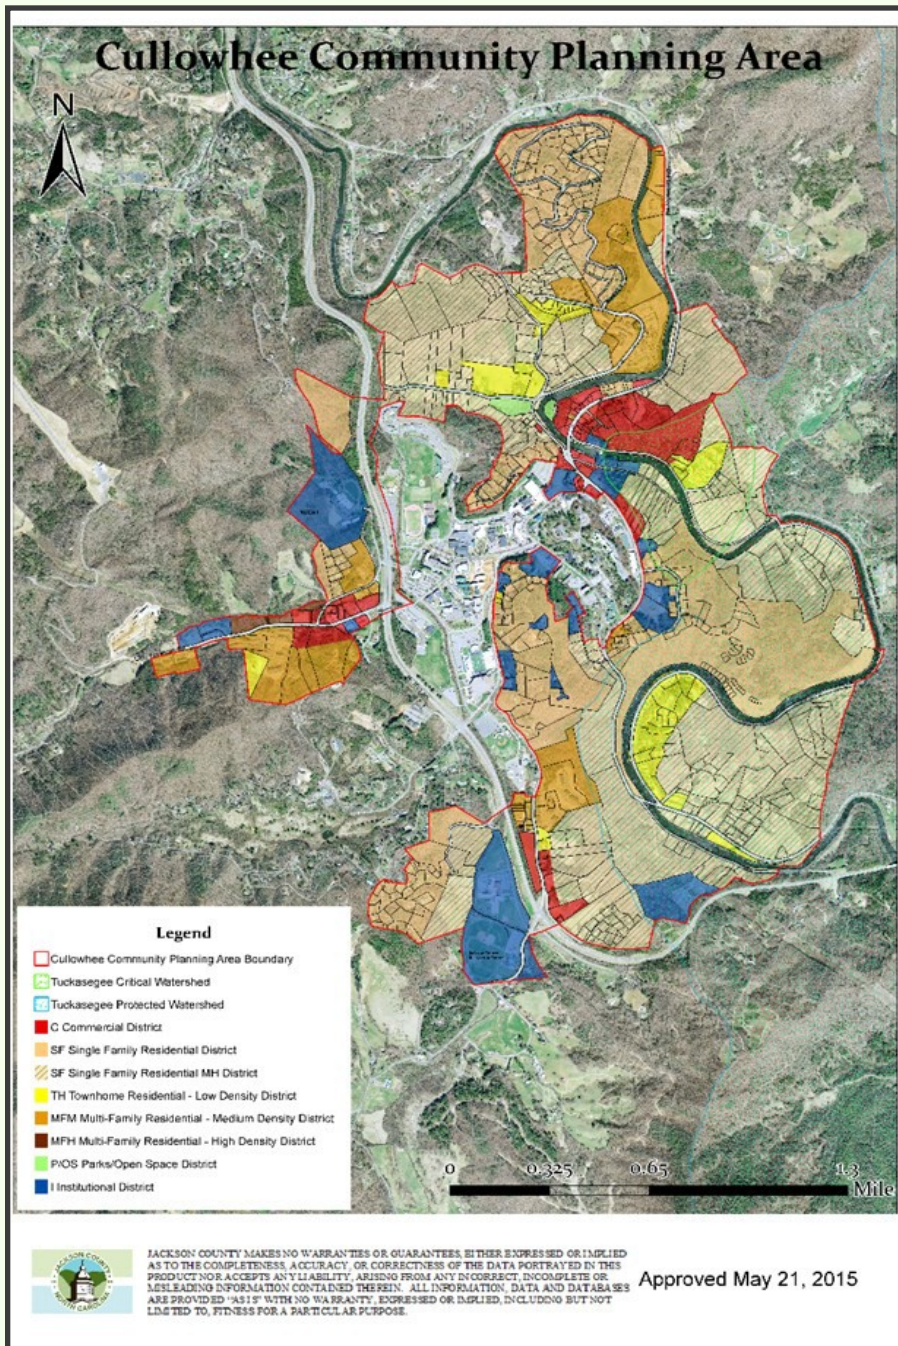 Cullowhee Community Planning Area
N
Legend
Cullowhee Community Planning Area Boundary
Tuckasegee Critical Watershed
Tuckasegee Protected Watershed
C Commercial District
SF Single Family Residential District
SF Single Family Residential MH District
TH Townhome Residential - Low Density District
MFM Multi-Family Residential - Medium Density District
MFH Multi-Family Residential - High Density District
P/OS Parks/Open Space District
I Institutional District
0 0.325 0.65 1.3
Mile
JACKSON COUNTY
NORTH CAROLINA
JACKSON COUNTY MAKES NO WARRANTIES OR GUARANTEES, EITHER EXPRESSED OR IMPLIED
AS TO THE COMPLETENESS, ACCURACY, OR CORRECTNESS OF THE DATA PORTRAYED IN THIS
PRODUCT NOR ACCEPTS ANY LIABILITY, ARISING FROM ANY INCORRECT, INCOMPLETE OR
MISLEADING INFORMATION CONTAINED THEREIN. ALL INFORMATION, DATA AND DATABASES
ARE PROVIDED "AS IS" WITH NO WARRANTY, EXPRESSED OR IMPLIED, INCLUDING BUT NOT
LIMITED TO, FITNESS FOR A PARTICULAR PURPOSE.
Approved May 21, 2015